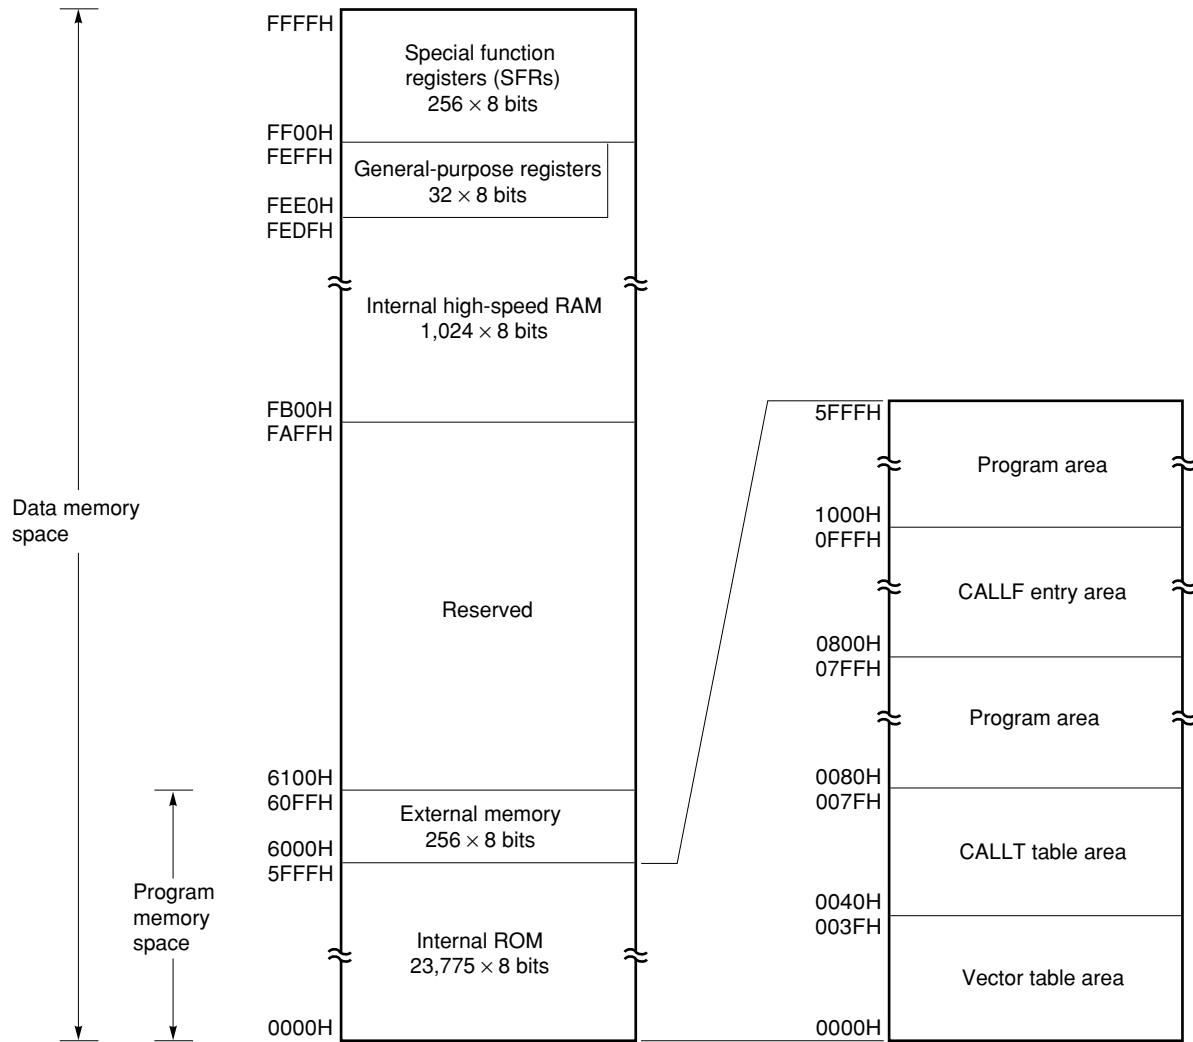 FFFFH
Special function
registers (SFRs)
256 × 8 bits
FF00H
FEFFH
General-purpose registers
32 × 8 bits
FEE0H
FEDFH
Internal high-speed RAM
1,024 × 8 bits
FB00H
FAFFH
Data memory
space
Reserved
6100H
60FFH
External memory
256 × 8 bits
6000H
5FFFH
Program
memory
space
Internal ROM
23,775 × 8 bits
0000H
5FFFH
Program area
1000H
0FFFH
CALLF entry area
0800H
07FFH
Program area
0080H
007FH
CALLT table area
0040H
003FH
Vector table area
0000H